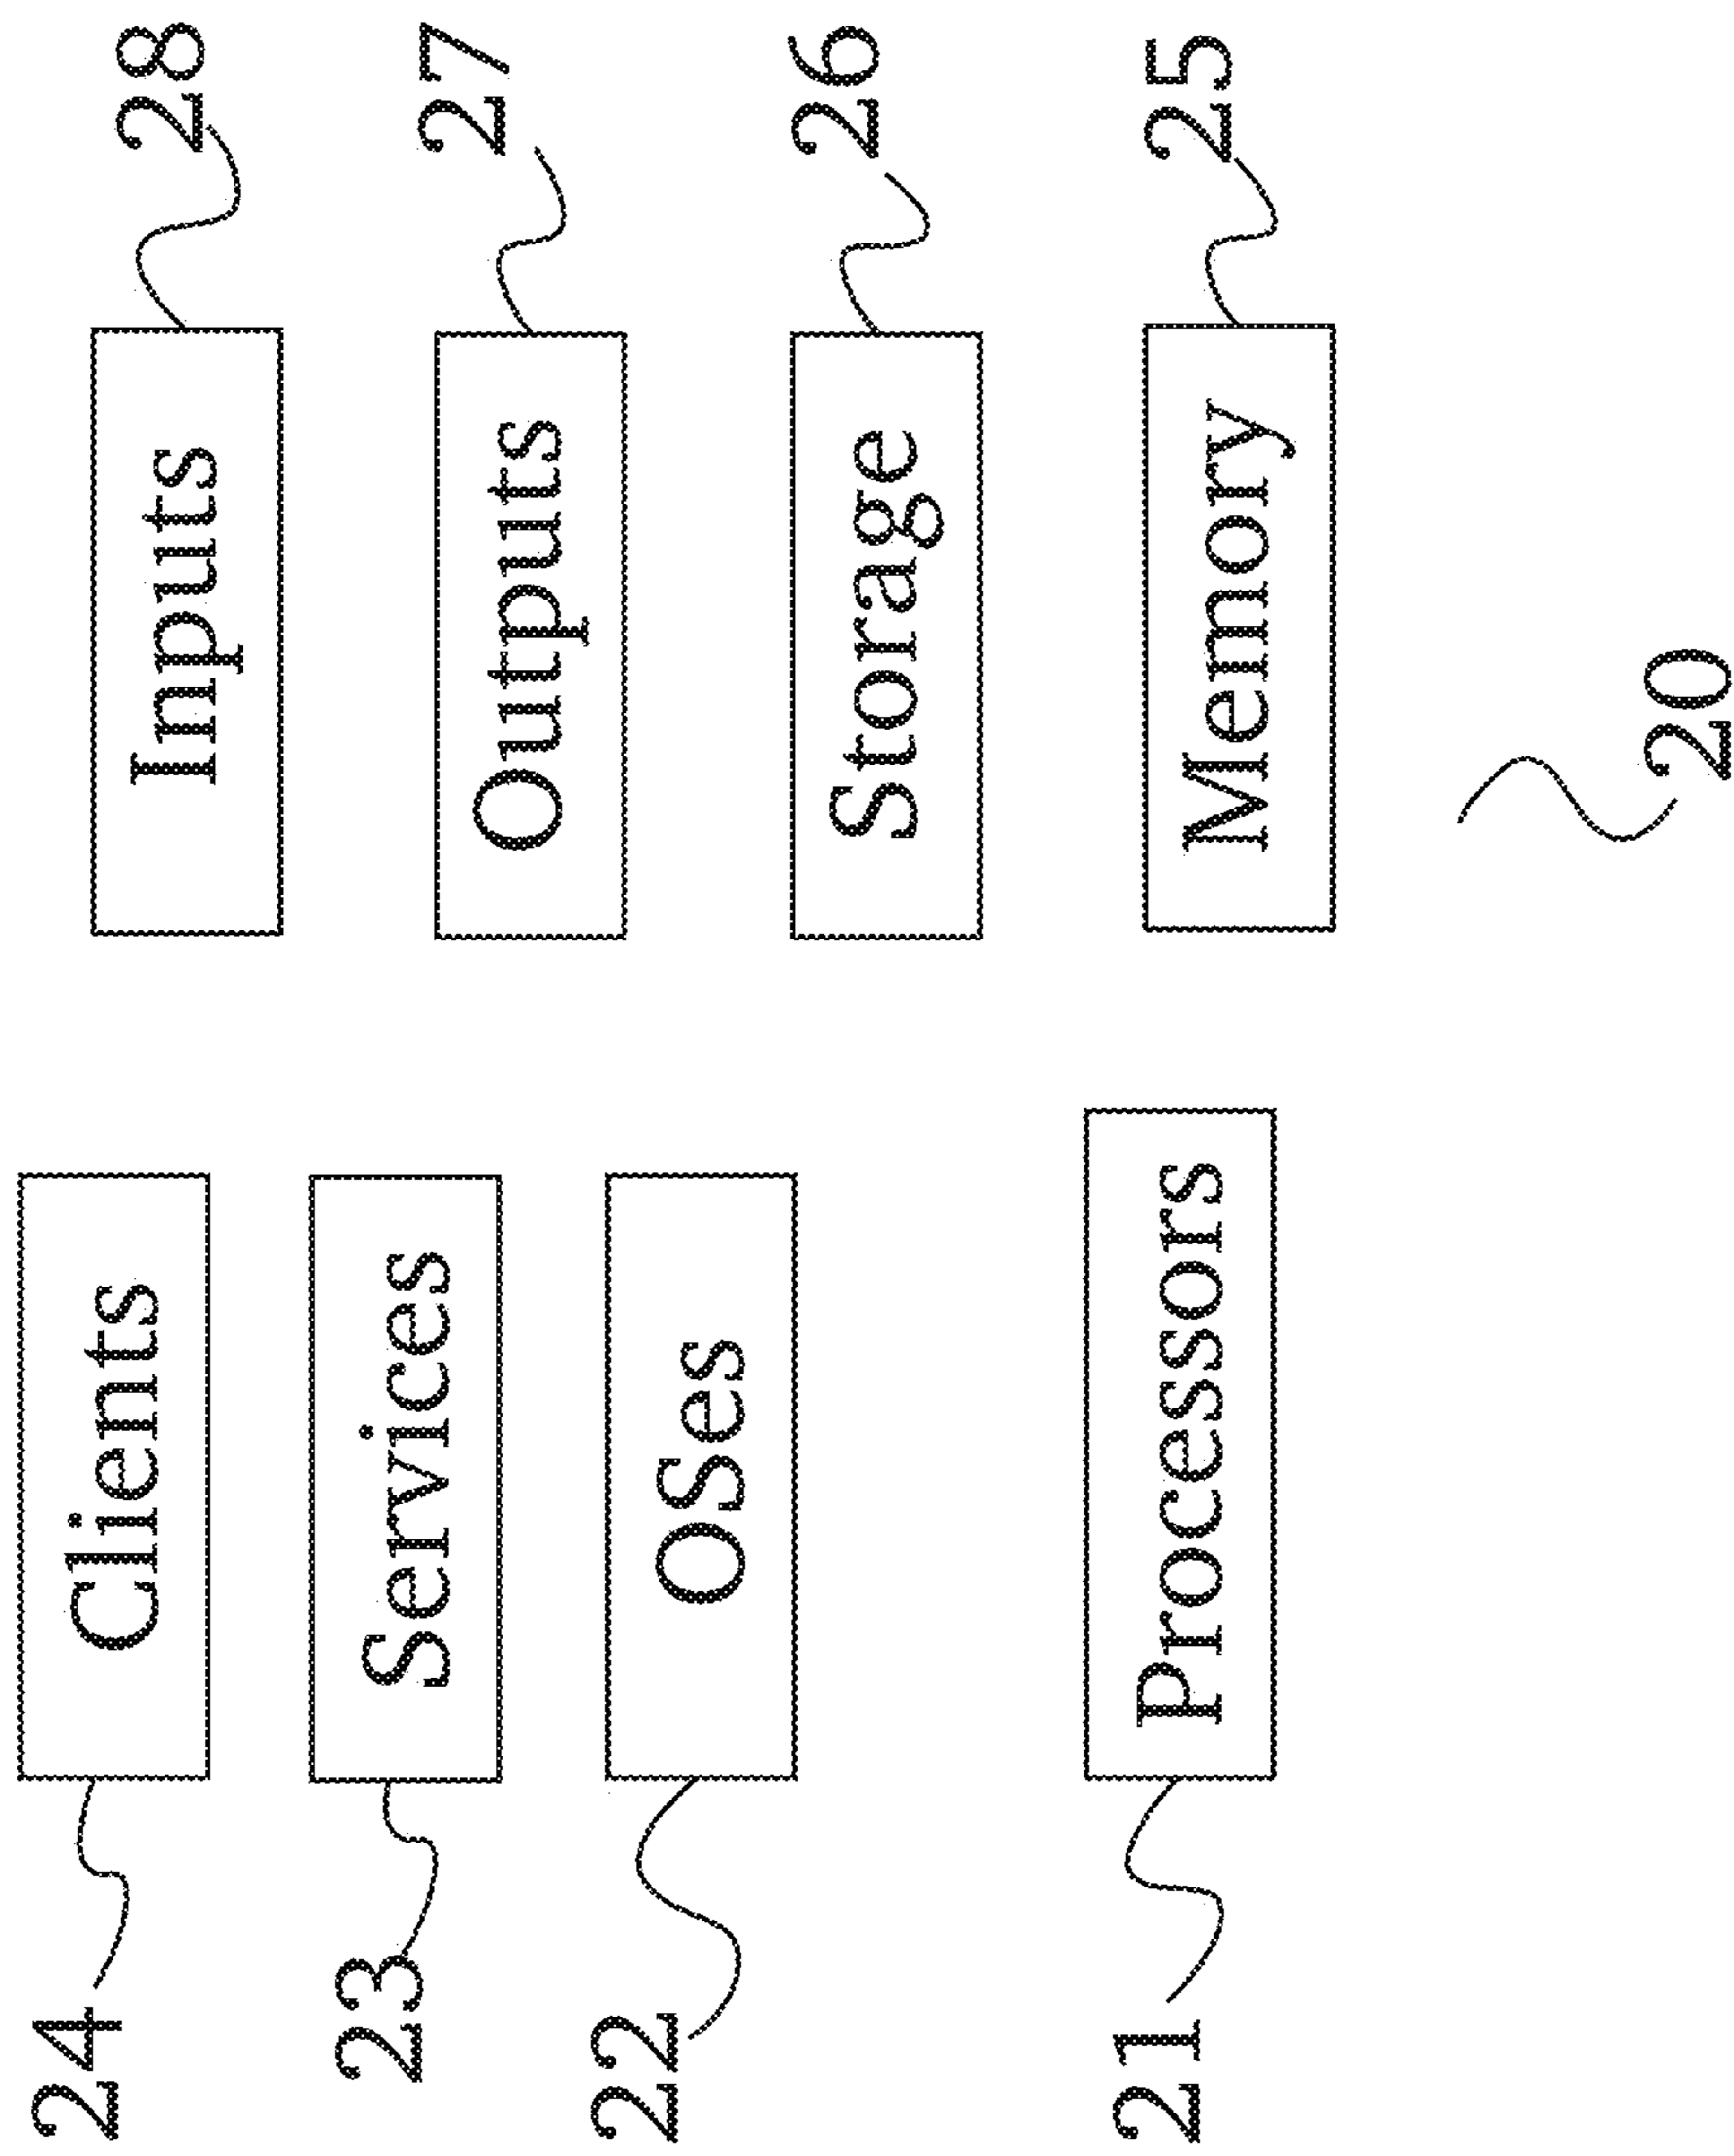 24 Clients Inputs 28
23 Services Outputs 27
22 OSes Storage 26
21 Processors Memory 25
20